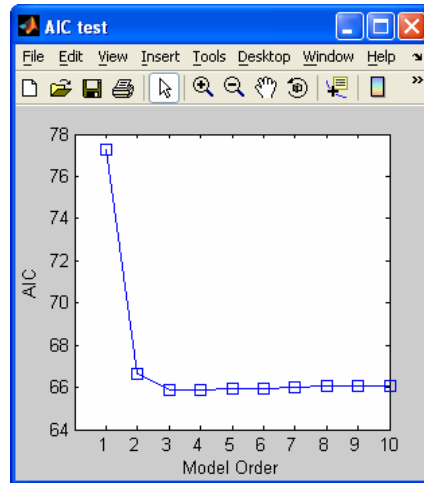 AIC test
File Edit View Insert Tools Desktop Window Help
78
76
74
72
70
68
66
64
AIC
1 2 3 4 5 6 7 8 9 10
Model Order